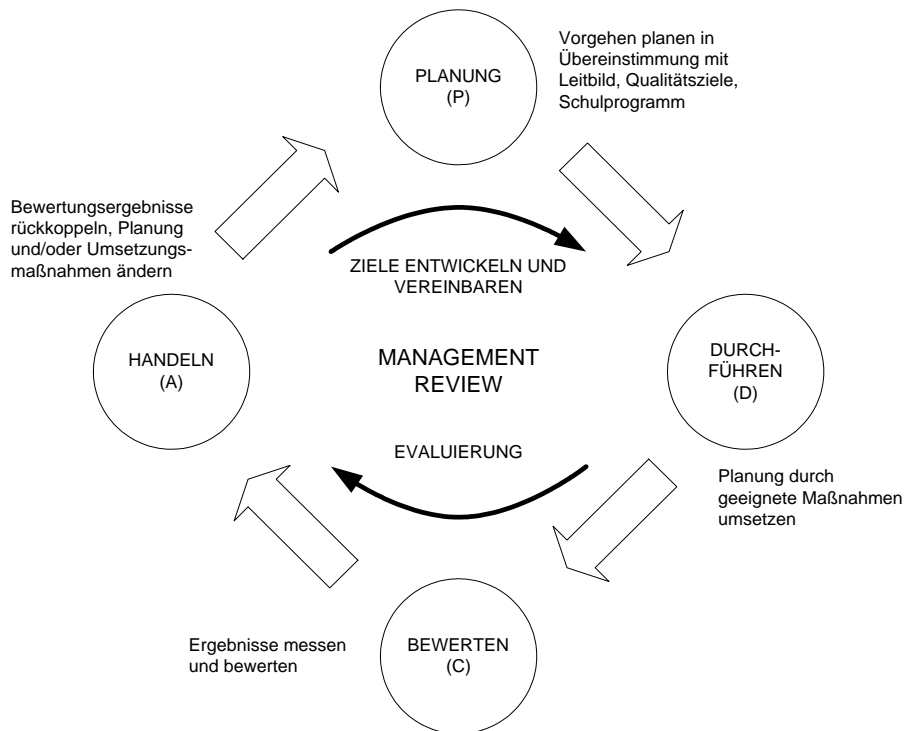 PLANUNG
(P)
Vorgehen planen in
Übereinstimmung mit
Leitbild, Qualitätsziele,
Schulprogramm
Bewertungsergebnisse
rückkoppeln, Planung
und/oder Umsetzungs-
maßnahmen ändern
ZIELE ENTWICKELN UND
VEREINBAREN
HANDELN
(A)
MANAGEMENT
REVIEW
DURCH-
FÜHREN
(D)
EVALUIERUNG
Planung durch
geeignete Maßnahmen
umsetzen
Ergebnisse messen
und bewerten
BEWERTEN
(C)